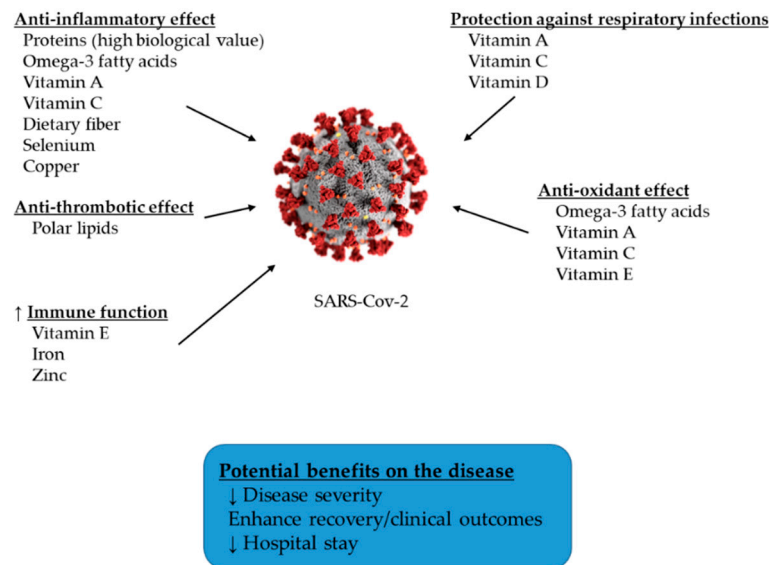 Anti-inflammatory effect
Proteins (high biological value)
Omega-3 fatty acids
Vitamin A
Vitamin C
Dietary fiber
Selenium
Copper
Anti-thrombotic effect
Polar lipids
↑ Immune function
Vitamin E
Iron
Zinc
Protection against respiratory infections
Vitamin A
Vitamin C
Vitamin D
Anti-oxidant effect
Omega-3 fatty acids
Vitamin A
Vitamin C
Vitamin E
SARS-Cov-2
Potential benefits on the disease
↓ Disease severity
Enhance recovery/clinical outcomes
↓ Hospital stay